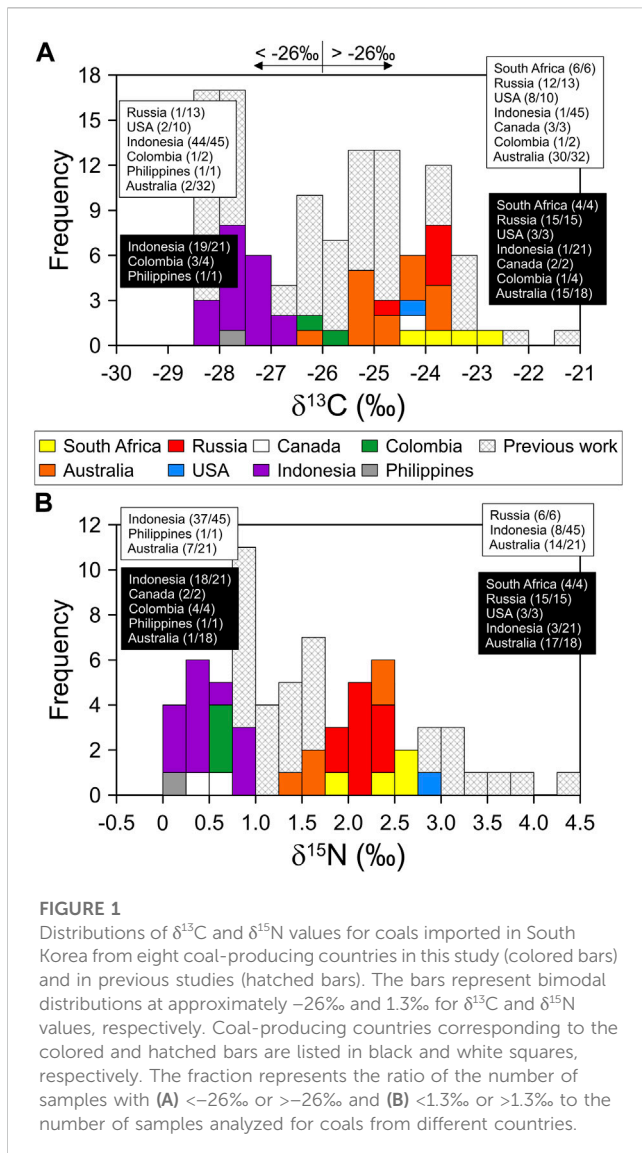 A
< -26‰ > -26‰
18
15
12
9
6
3
0
Frequency
Russia (1/13)
USA (2/10)
Indonesia (44/45)
Colombia (1/2)
Philippines (1/1)
Australia (2/32)
Indonesia (19/21)
Colombia (3/4)
Philippines (1/1)
South Africa (6/6)
Russia (12/13)
USA (8/10)
Indonesia (1/45)
Canada (3/3)
Colombia (1/2)
Australia (30/32)
South Africa (4/4)
Russia (15/15)
USA (3/3)
Indonesia (1/21)
Canada (2/2)
Colombia (1/4)
Australia (15/18)
-30 -29 -28 -27 -26 -25 -24 -23 -22 -21
δ¹³C (‰)
South Africa Russia Canada Colombia Previous work
Australia USA Indonesia Philippines
B
12
10
8
6
4
2
0
Frequency
Indonesia (37/45)
Philippines (1/1)
Australia (7/21)
Indonesia (18/21)
Canada (2/2)
Colombia (4/4)
Philippines (1/1)
Australia (1/18)
Russia (6/6)
Indonesia (8/45)
Australia (14/21)
South Africa (4/4)
Russia (15/15)
USA (3/3)
Indonesia (3/21)
Australia (17/18)
-0.5 0 0.5 1.0 1.5 2.0 2.5 3.0 3.5 4.0 4.5
δ¹⁵N (‰)
FIGURE 1
Distributions of δ¹³C and δ¹⁵N values for coals imported in South
Korea from eight coal-producing countries in this study (colored bars)
and in previous studies (hatched bars). The bars represent bimodal
distributions at approximately −26‰ and 1.3‰ for δ¹³C and δ¹⁵N
values, respectively. Coal-producing countries corresponding to the
colored and hatched bars are listed in black and white squares,
respectively. The fraction represents the ratio of the number of
samples with (A) <−26‰ or >−26‰ and (B) <1.3‰ or >1.3‰ to the
number of samples analyzed for coals from different countries.